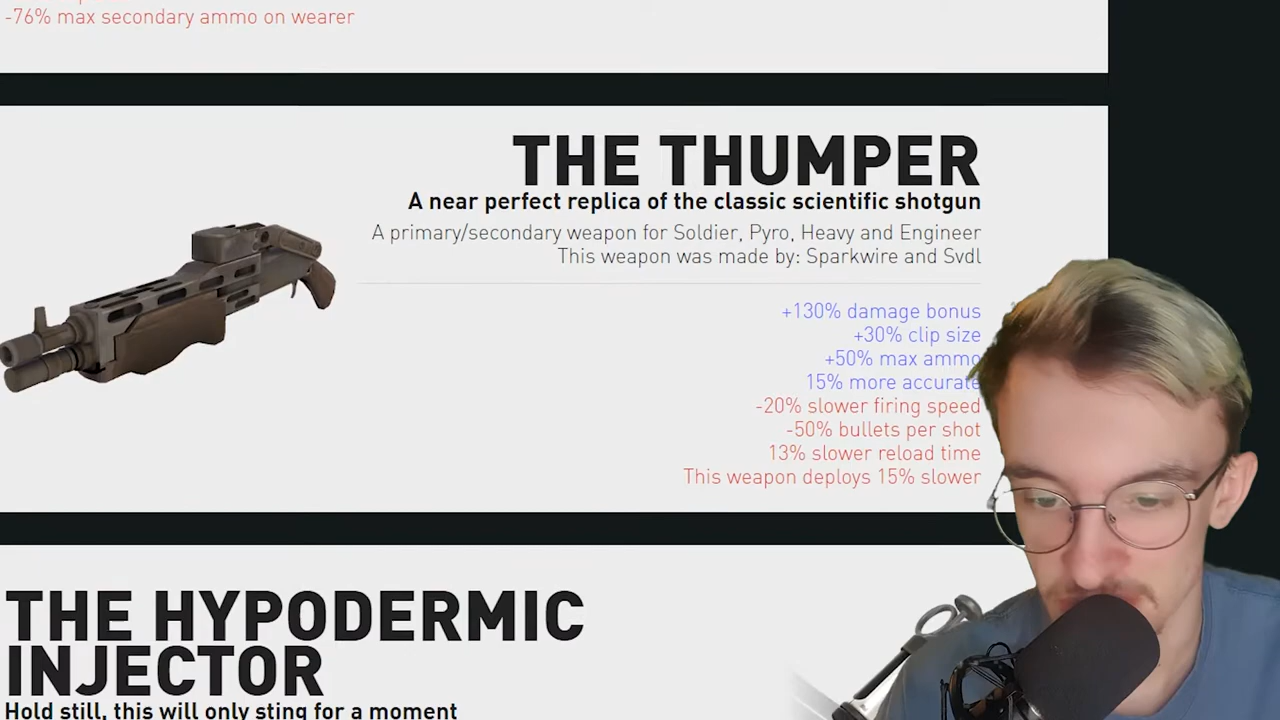 -76% max secondary ammo on wearer
THE THUMPER
A near perfect replica of the classic scientific shotgun
A primary/secondary weapon for Soldier, Pyro, Heavy and Engineer
This weapon was made by: Sparkwire and Svdl
+130% damage bonus
+30% clip size
+50% max ammo
15% more accurate
-20% slower firing speed
-50% bullets per shot
13% slower reload time
This weapon deploys 15% slower
THE HYPODERMIC
INJECTOR
Hold still, this will only sting for a moment